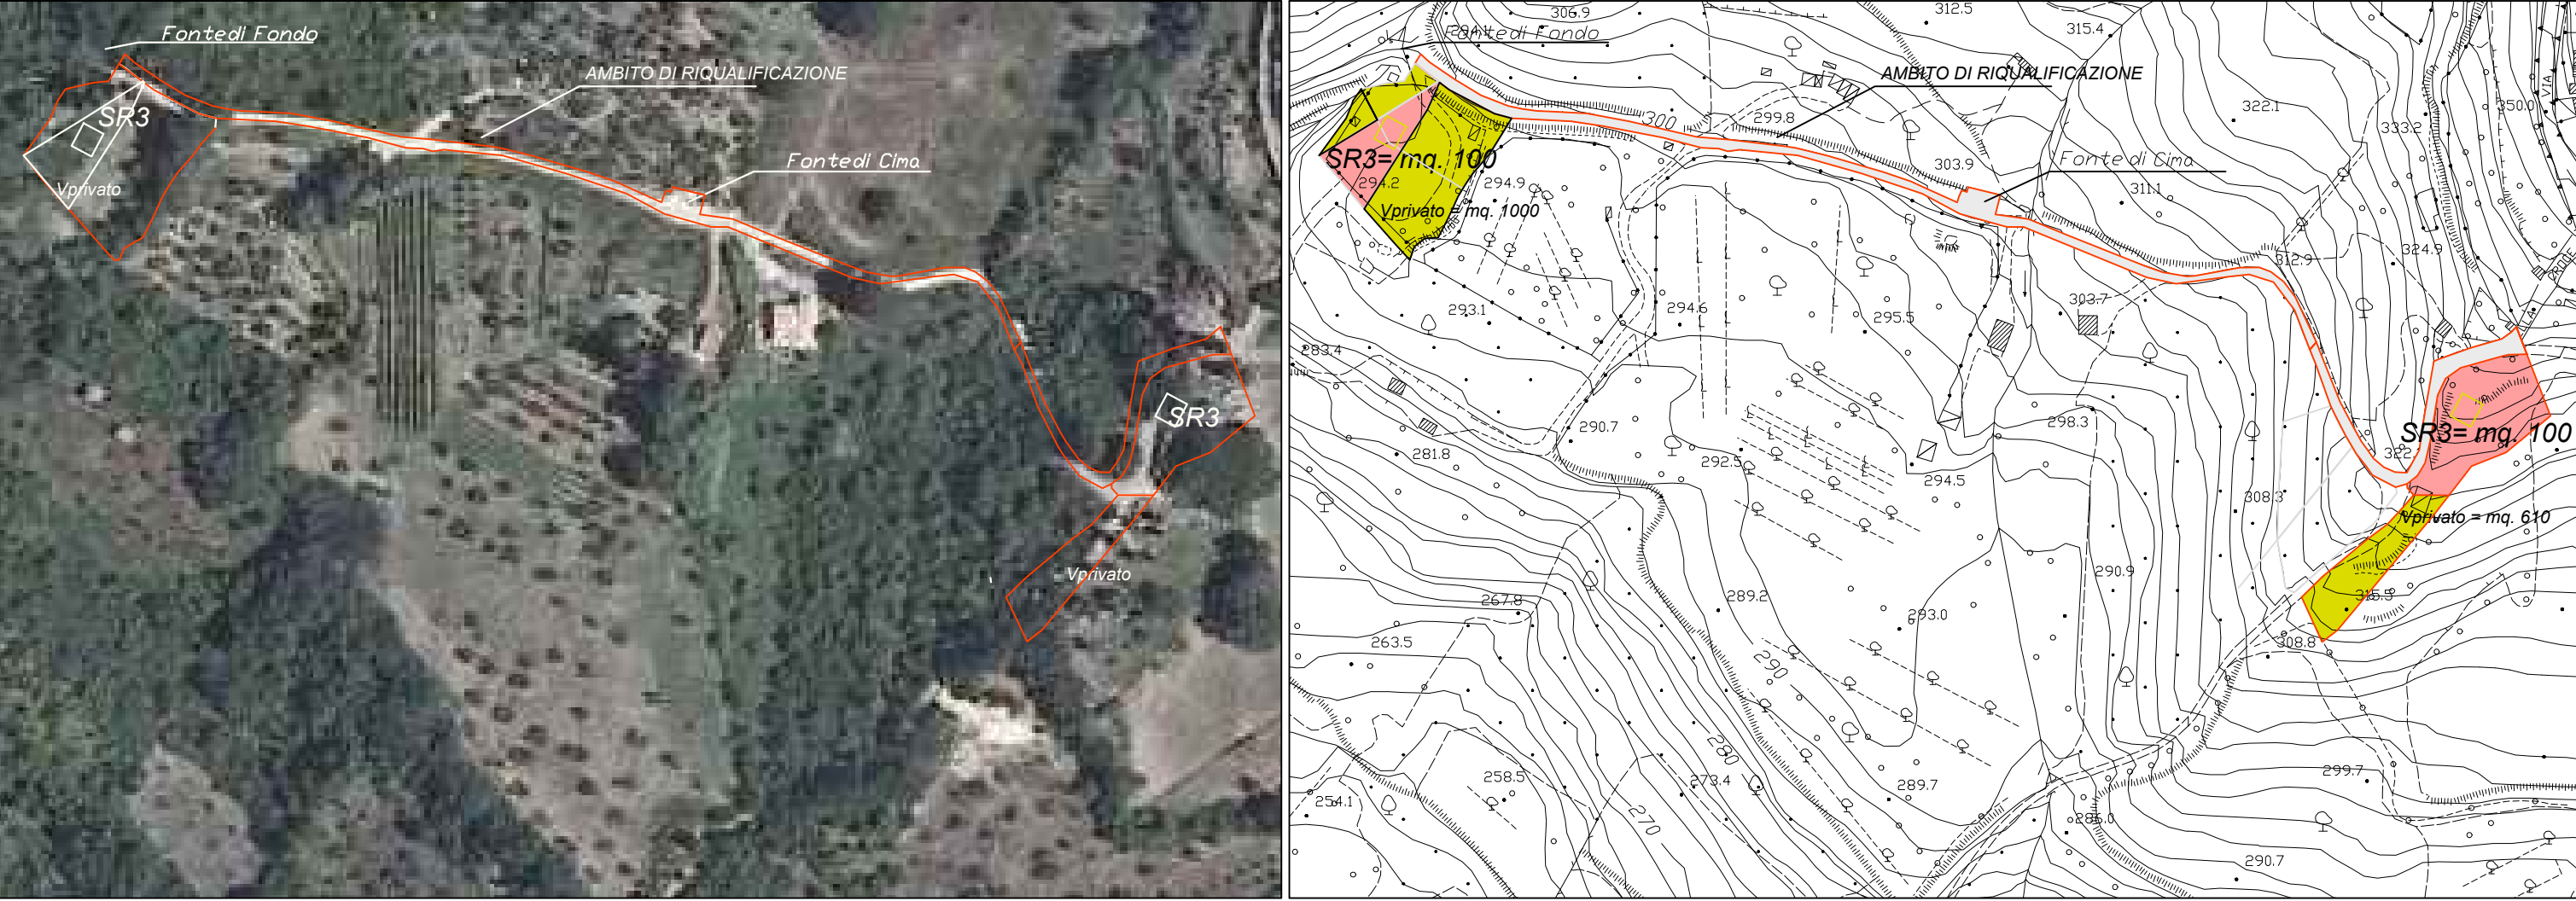 Fontedi Fondo
AMBITO DI RIQUALIFICAZIONE
SR3
Fontedi Cima
Vprivato
SR3
Vprivato
306.9
312.5
315.4
Fontedi Fondo
AMBITO DI RIQUALIFICAZIONE
VIA
322.1
350.0
300
299.8
333.2
SR3= mq. 100
303.9
Fonte di Cima
294.2
294.9
311.1
Vprivato = mq. 1000
324.9
312.9
293.1
294.6
295.5
303.7
283.4
290.7
298.3
SR3= mq. 100
281.8
292.5
294.5
308.3
Vprivato = mq. 610
290.9
267.8
289.2
293.0
315.5
263.5
308.8
290
280
258.5
273.4
289.7
299.7
254.1
270
286.0
290.7